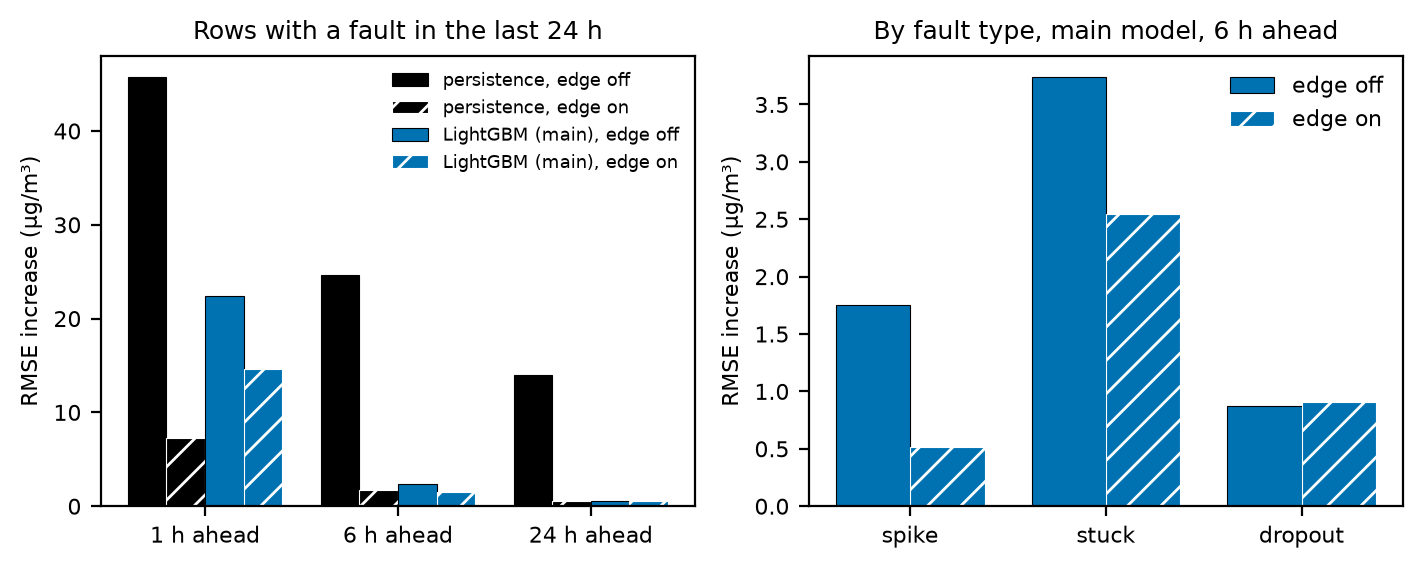 Rows with a fault in the last 24 h
RMSE increase (µg/m³)
40
30
20
10
0
persistence, edge off
persistence, edge on
LightGBM (main), edge off
LightGBM (main), edge on
1 h ahead
6 h ahead
24 h ahead
By fault type, main model, 6 h ahead
RMSE increase (µg/m³)
3.5
3.0
2.5
2.0
1.5
1.0
0.5
0.0
edge off
edge on
spike
stuck
dropout